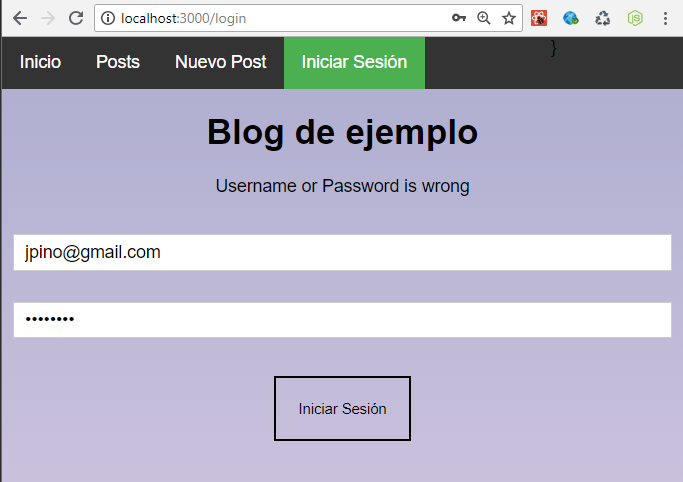 localhost:3000/login
Inicio Posts Nuevo Post Iniciar Sesión }
Blog de ejemplo
Username or Password is wrong
jpino@gmail.com
••••••••
Iniciar Sesión